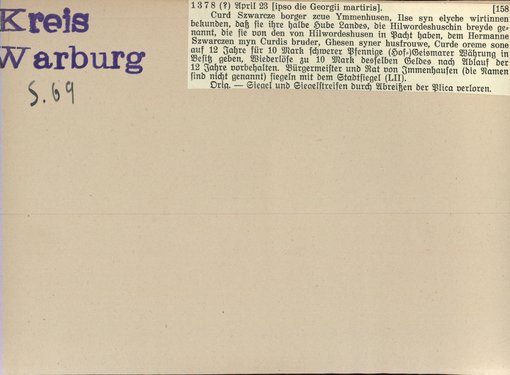 Kreis
Warburg
S. 69
1378 (?) April 23 [ipso die Georgii martiris]. [158
Curd Szwarcze borger zcue Ymmenhusen, Ilse syn elyche wirtinnen
bekunden, daß sie ihre halbe Hube Landes, die Hilwordeshuschin breyde ge-
nannt, die sie von den von Hilwordeshusen in Pacht haben, dem Hermanne
Szwarczen myn Curdis bruder, Ghesen syner husfrouwe, Curde oreme sone
auf 12 Jahre für 10 Mark schwerer Pfennige (Hof-)Geismarer Währung in
Besitz geben, Wiederlöse zu 10 Mark desselben Geldes nach Ablauf der
12 Jahre vorbehalten. Bürgermeister und Rat von Immenhausen (die Namen
sind nicht genannt) siegeln mit dem Stadtsiegel (LII).
Orig. — Siegel und Siegelstreifen durch Abreißen der Plica verloren.